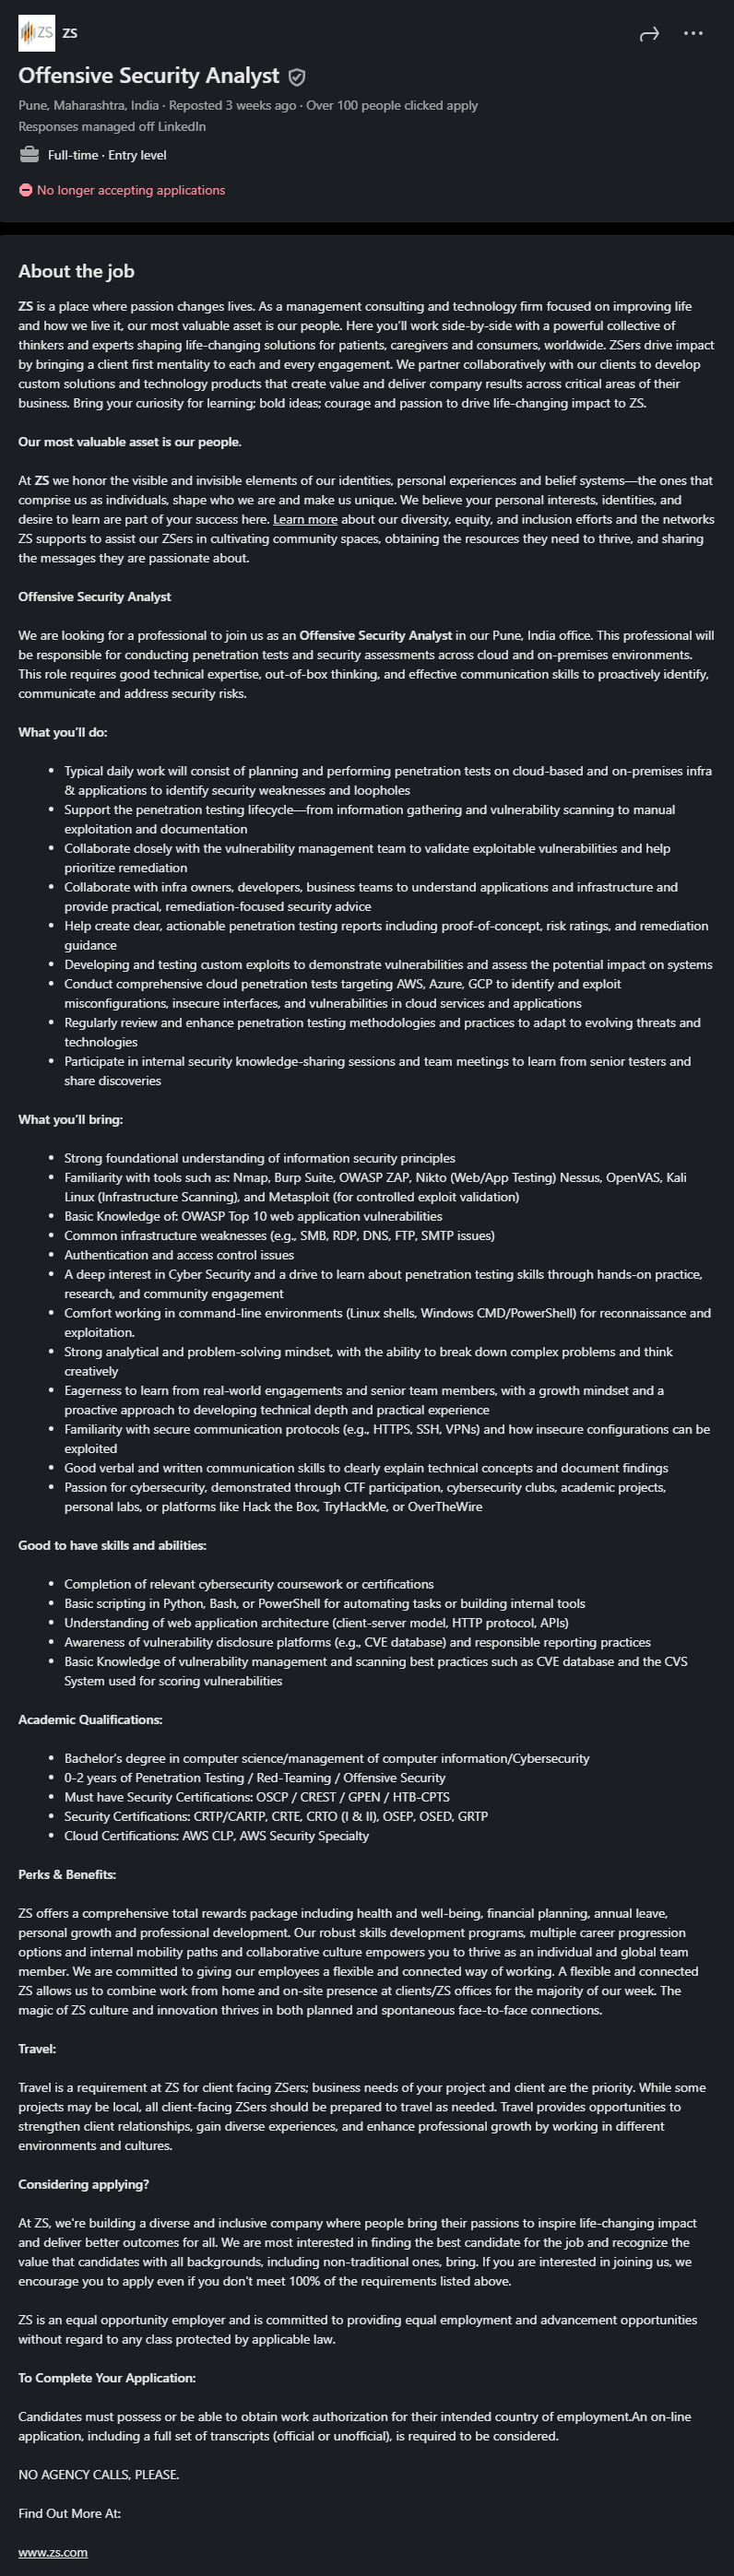 ZS
ZS
Offensive Security Analyst
Pune, Maharashtra, India · Reposted 3 weeks ago · Over 100 people clicked apply
Responses managed off LinkedIn
Full-time · Entry level
No longer accepting applications
About the job
ZS is a place where passion changes lives. As a management consulting and technology firm focused on improving life
and how we live it, our most valuable asset is our people. Here you’ll work side-by-side with a powerful collective of
thinkers and experts shaping life-changing solutions for patients, caregivers and consumers, worldwide. ZSers drive impact
by bringing a client first mentality to each and every engagement. We partner collaboratively with our clients to develop
custom solutions and technology products that create value and deliver company results across critical areas of their
business. Bring your curiosity for learning; bold ideas; courage and passion to drive life-changing impact to ZS.
Our most valuable asset is our people.
At ZS we honor the visible and invisible elements of our identities, personal experiences and belief systems—the ones that
comprise us as individuals, shape who we are and make us unique. We believe your personal interests, identities, and
desire to learn are part of your success here. Learn more about our diversity, equity, and inclusion efforts and the networks
ZS supports to assist our ZSers in cultivating community spaces, obtaining the resources they need to thrive, and sharing
the messages they are passionate about.
Offensive Security Analyst
We are looking for a professional to join us as an Offensive Security Analyst in our Pune, India office. This professional will
be responsible for conducting penetration tests and security assessments across cloud and on-premises environments.
This role requires good technical expertise, out-of-box thinking, and effective communication skills to proactively identify,
communicate and address security risks.
What you’ll do:
• Typical daily work will consist of planning and performing penetration tests on cloud-based and on-premises infra
& applications to identify security weaknesses and loopholes
• Support the penetration testing lifecycle—from information gathering and vulnerability scanning to manual
exploitation and documentation
• Collaborate closely with the vulnerability management team to validate exploitable vulnerabilities and help
prioritize remediation
• Collaborate with infra owners, developers, business teams to understand applications and infrastructure and
provide practical, remediation-focused security advice
• Help create clear, actionable penetration testing reports including proof-of-concept, risk ratings, and remediation
guidance
• Developing and testing custom exploits to demonstrate vulnerabilities and assess the potential impact on systems
• Conduct comprehensive cloud penetration tests targeting AWS, Azure, GCP to identify and exploit
misconfigurations, insecure interfaces, and vulnerabilities in cloud services and applications
• Regularly review and enhance penetration testing methodologies and practices to adapt to evolving threats and
technologies
• Participate in internal security knowledge-sharing sessions and team meetings to learn from senior testers and
share discoveries
What you’ll bring:
• Strong foundational understanding of information security principles
• Familiarity with tools such as: Nmap, Burp Suite, OWASP ZAP, Nikto (Web/App Testing) Nessus, OpenVAS, Kali
Linux (Infrastructure Scanning), and Metasploit (for controlled exploit validation)
• Basic Knowledge of: OWASP Top 10 web application vulnerabilities
• Common infrastructure weaknesses (e.g., SMB, RDP, DNS, FTP, SMTP issues)
• Authentication and access control issues
• A deep interest in Cyber Security and a drive to learn about penetration testing skills through hands-on practice,
research, and community engagement
• Comfort working in command-line environments (Linux shells, Windows CMD/PowerShell) for reconnaissance and
exploitation.
• Strong analytical and problem-solving mindset, with the ability to break down complex problems and think
creatively
• Eagerness to learn from real-world engagements and senior team members, with a growth mindset and a
proactive approach to developing technical depth and practical experience
• Familiarity with secure communication protocols (e.g., HTTPS, SSH, VPNs) and how insecure configurations can be
exploited
• Good verbal and written communication skills to clearly explain technical concepts and document findings
• Passion for cybersecurity, demonstrated through CTF participation, cybersecurity clubs, academic projects,
personal labs, or platforms like Hack the Box, TryHackMe, or OverTheWire
Good to have skills and abilities:
• Completion of relevant cybersecurity coursework or certifications
• Basic scripting in Python, Bash, or PowerShell for automating tasks or building internal tools
• Understanding of web application architecture (client-server model, HTTP protocol, APIs)
• Awareness of vulnerability disclosure platforms (e.g., CVE database) and responsible reporting practices
• Basic Knowledge of vulnerability management and scanning best practices such as CVE database and the CVS
System used for scoring vulnerabilities
Academic Qualifications:
• Bachelor’s degree in computer science/management of computer information/Cybersecurity
• 0-2 years of Penetration Testing / Red-Teaming / Offensive Security
• Must have Security Certifications: OSCP / CREST / GPEN / HTB-CPTS
• Security Certifications: CRTP/CARTP, CRTE, CRTO (I & II), OSEP, OSED, GRTP
• Cloud Certifications: AWS CLP, AWS Security Specialty
Perks & Benefits:
ZS offers a comprehensive total rewards package including health and well-being, financial planning, annual leave,
personal growth and professional development. Our robust skills development programs, multiple career progression
options and internal mobility paths and collaborative culture empowers you to thrive as an individual and global team
member. We are committed to giving our employees a flexible and connected way of working. A flexible and connected
ZS allows us to combine work from home and on-site presence at clients/ZS offices for the majority of our week. The
magic of ZS culture and innovation thrives in both planned and spontaneous face-to-face connections.
Travel:
Travel is a requirement at ZS for client facing ZSers; business needs of your project and client are the priority. While some
projects may be local, all client-facing ZSers should be prepared to travel as needed. Travel provides opportunities to
strengthen client relationships, gain diverse experiences, and enhance professional growth by working in different
environments and cultures.
Considering applying?
At ZS, we're building a diverse and inclusive company where people bring their passions to inspire life-changing impact
and deliver better outcomes for all. We are most interested in finding the best candidate for the job and recognize the
value that candidates with all backgrounds, including non-traditional ones, bring. If you are interested in joining us, we
encourage you to apply even if you don't meet 100% of the requirements listed above.
ZS is an equal opportunity employer and is committed to providing equal employment and advancement opportunities
without regard to any class protected by applicable law.
To Complete Your Application:
Candidates must possess or be able to obtain work authorization for their intended country of employment.An on-line
application, including a full set of transcripts (official or unofficial), is required to be considered.
NO AGENCY CALLS, PLEASE.
Find Out More At:
www.zs.com